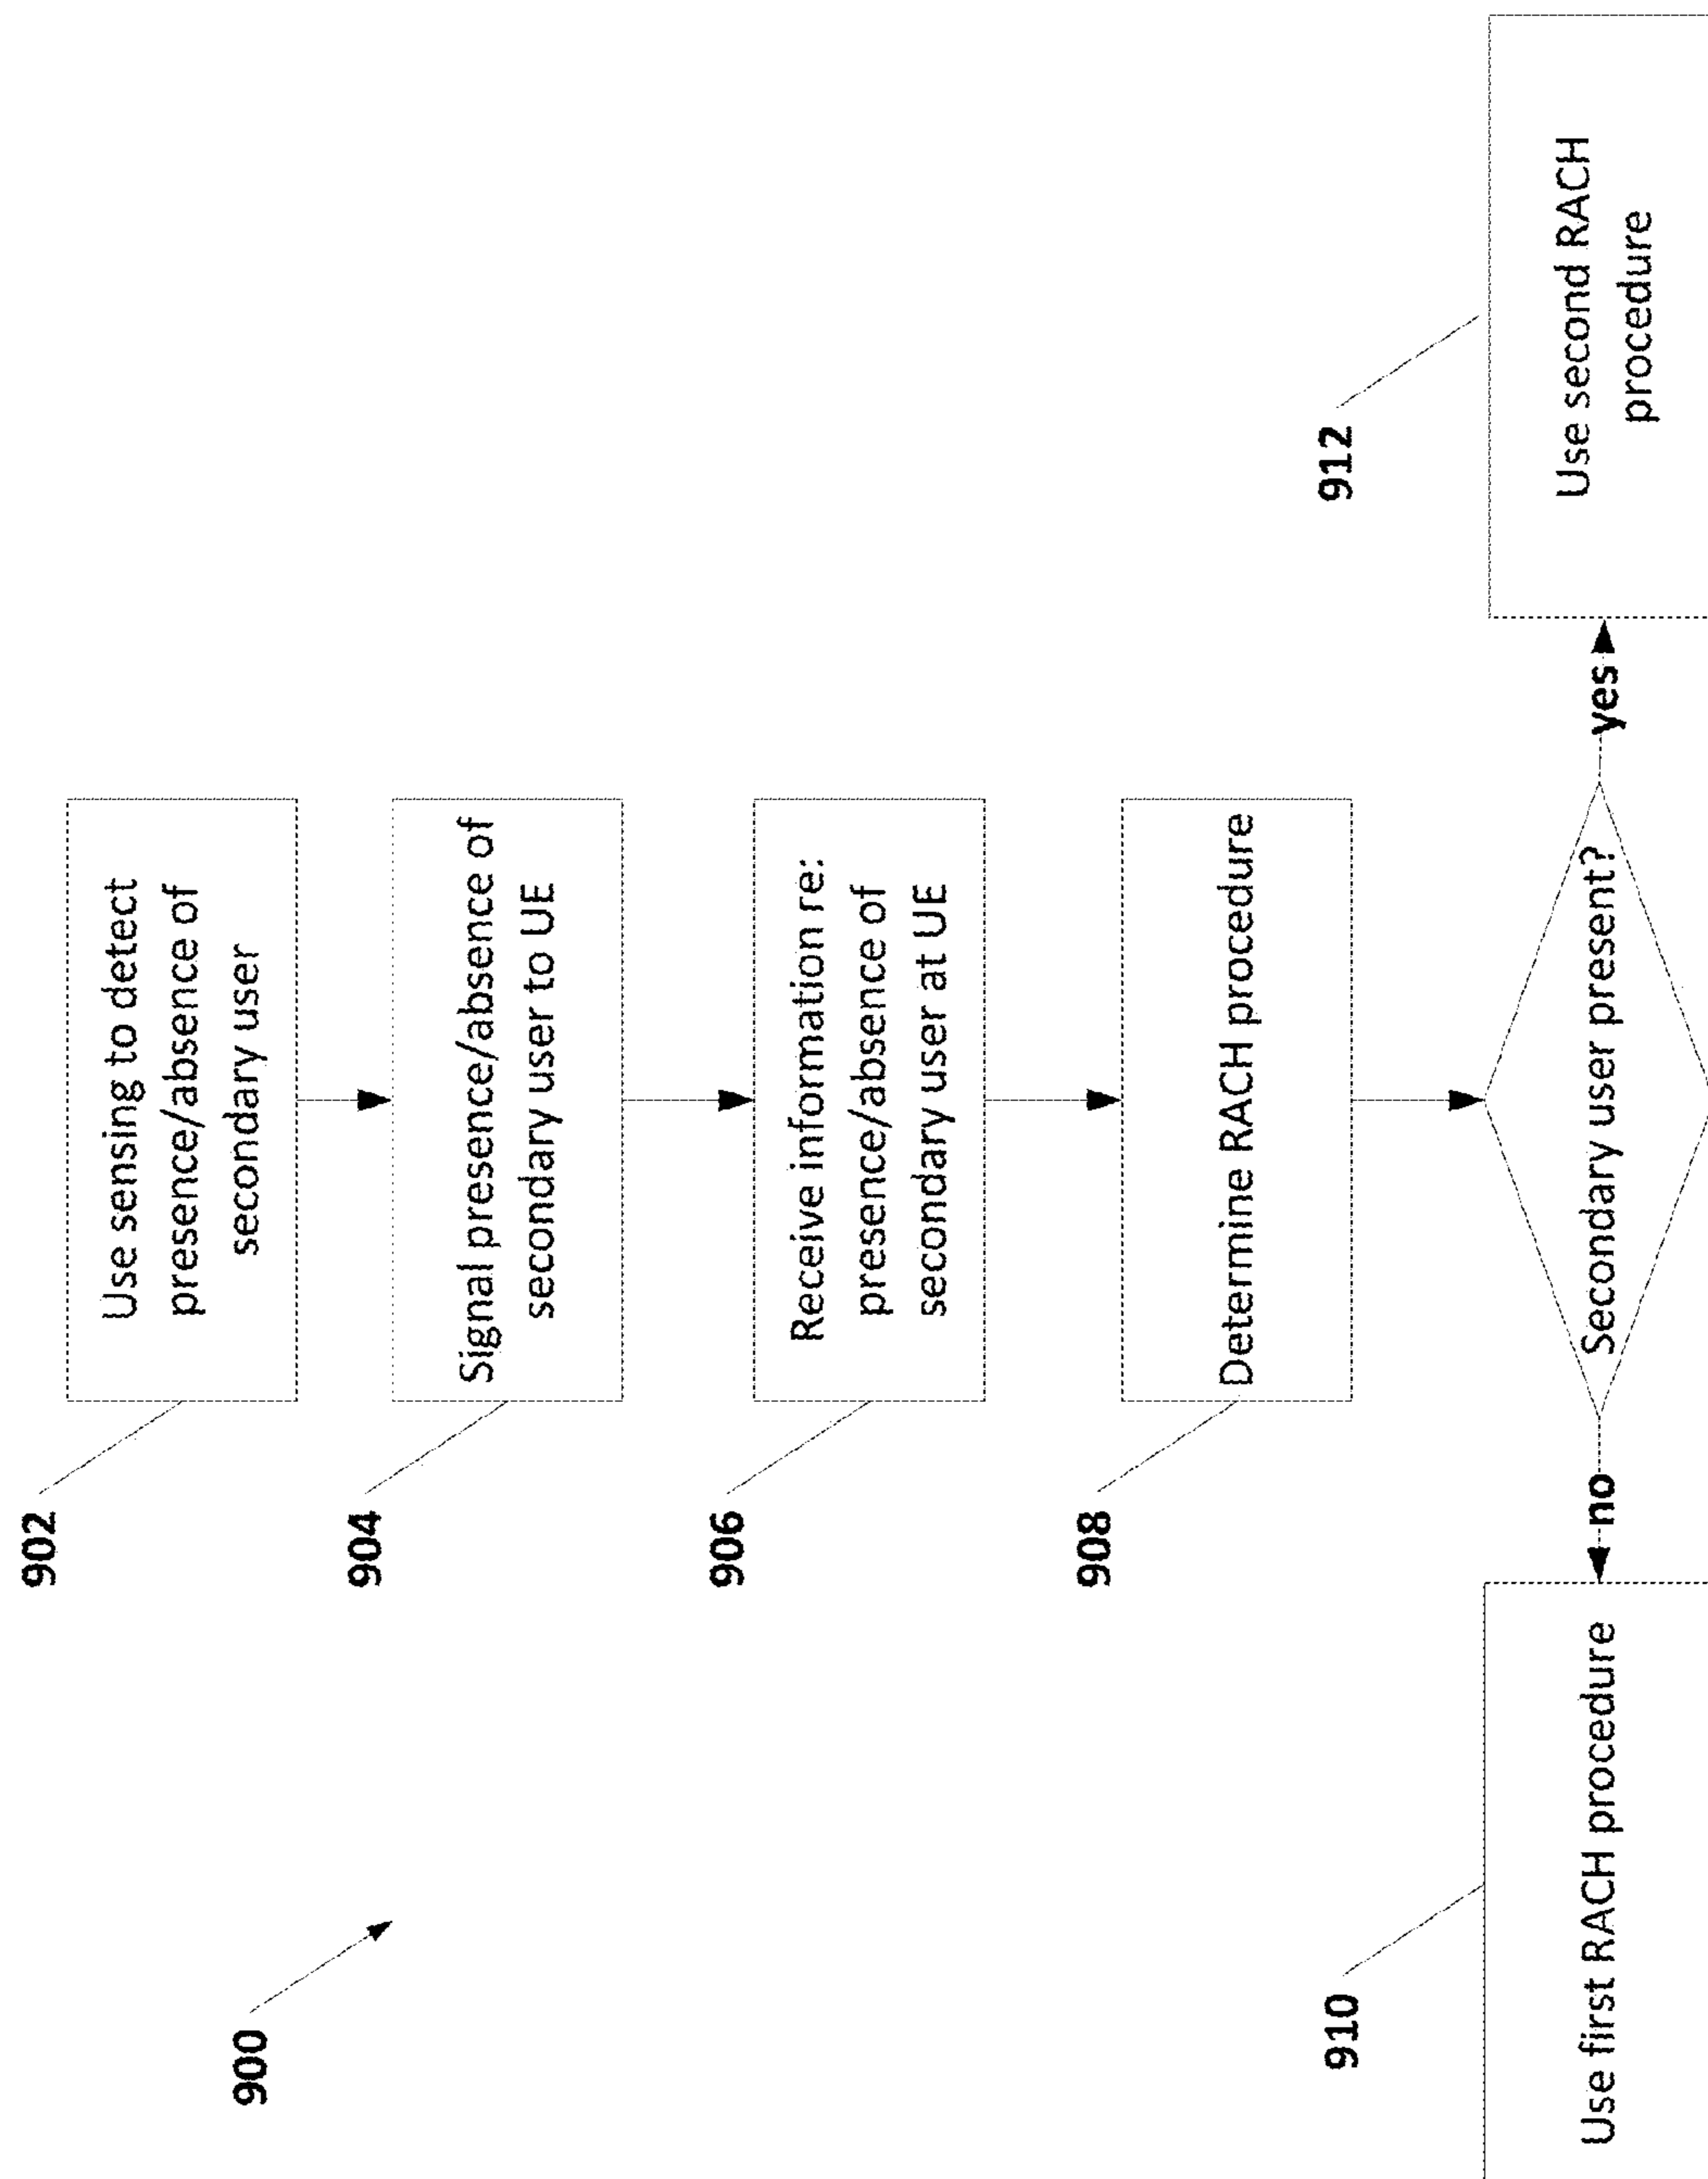 900
902
Use sensing to detect
presence/absence of
secondary user
904
Signal presence/absence of
secondary user to UE
906
Receive information re:
presence/absence of
secondary user at UE
908
Determine RACH procedure
Secondary user present?
no
yes
910
Use first RACH procedure
912
Use second RACH
procedure